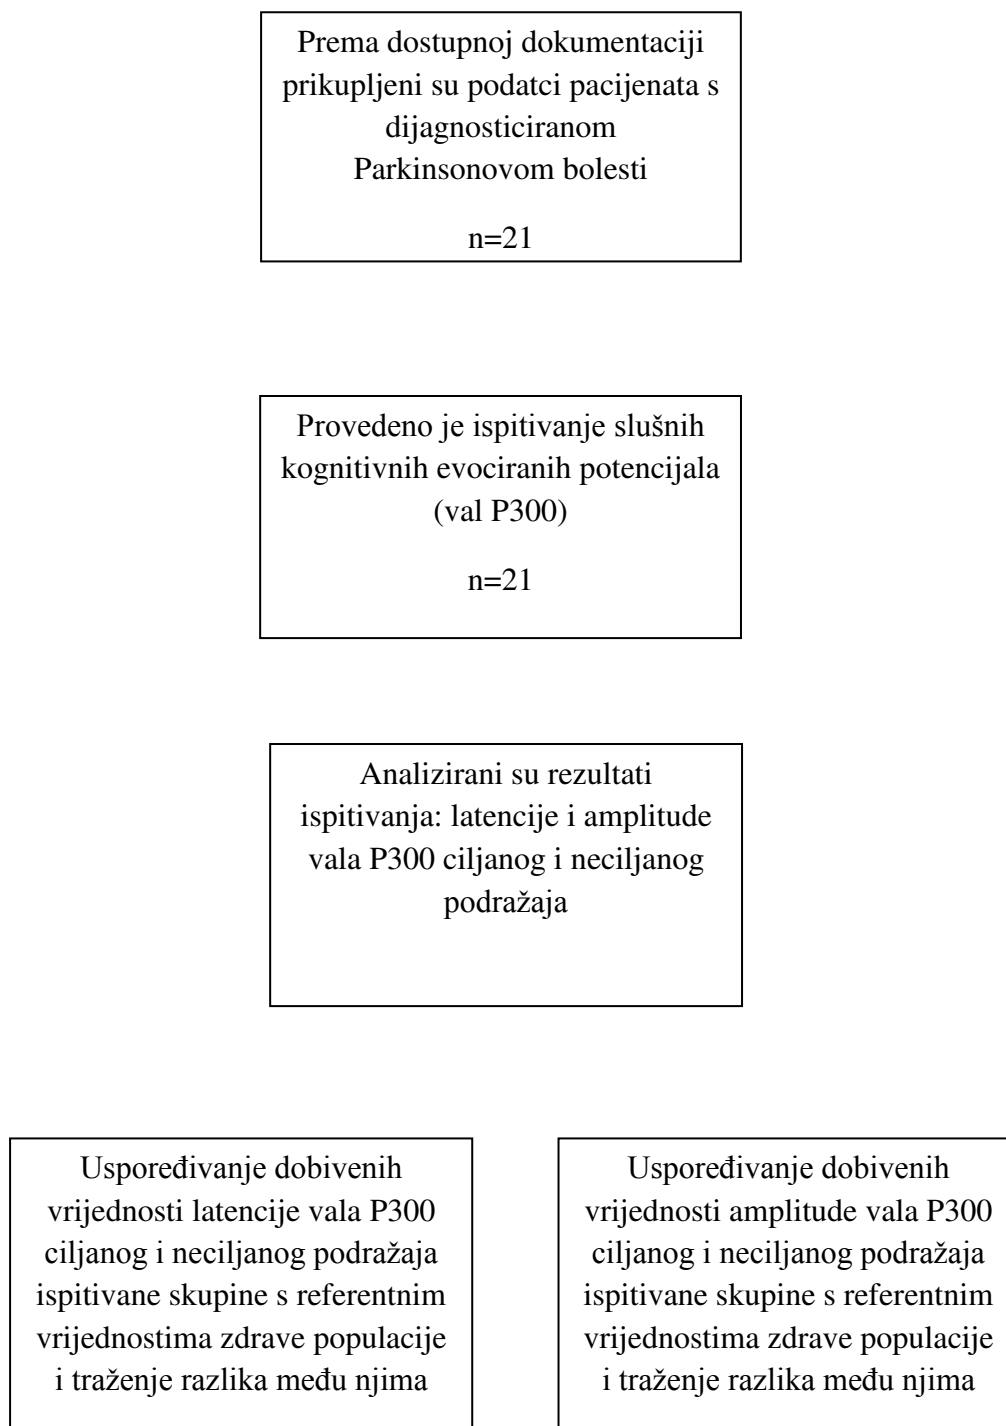 Prema dostupnoj dokumentaciji
prikupljeni su podatci pacijenata s
dijagnosticiranom
Parkinsonovom bolesti
n=21
Provedeno je ispitivanje slušnih
kognitivnih evociranih potencijala
(val P300)
n=21
Analizirani su rezultati
ispitivanja: latencije i amplitude
vala P300 ciljanog i neciljanog
podražaja
Uspoređivanje dobivenih
vrijednosti latencije vala P300
ciljanog i neciljanog podražaja
ispitivane skupine s referentnim
vrijednostima zdrave populacije
i traženje razlika među njima
Uspoređivanje dobivenih
vrijednosti amplitude vala P300
ciljanog i neciljanog podražaja
ispitivane skupine s referentnim
vrijednostima zdrave populacije
i traženje razlika među njima